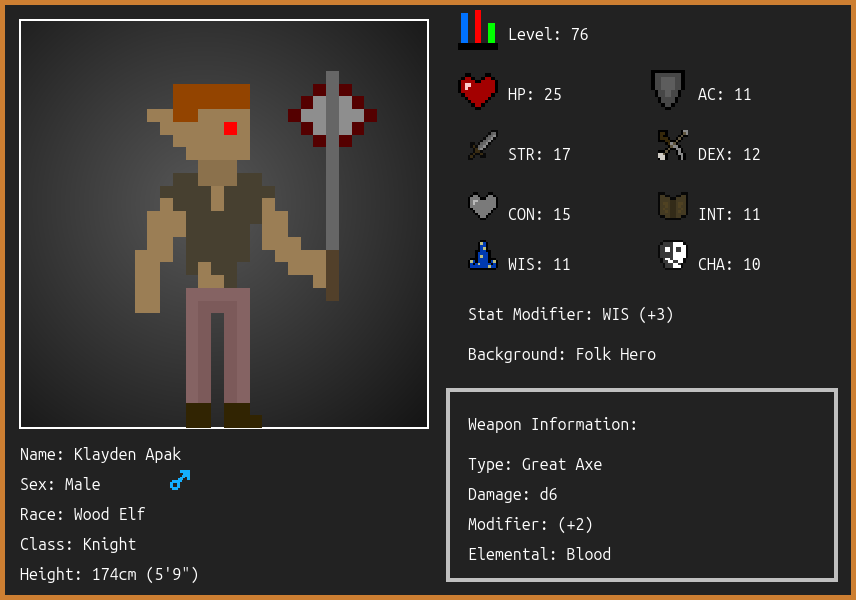 Level: 76
HP: 25
AC: 11
STR: 17
DEX: 12
CON: 15
INT: 11
WIS: 11
CHA: 10
Stat Modifier: WIS (+3)
Background: Folk Hero
Name: Klayden Apak
Sex: Male
Race: Wood Elf
Class: Knight
Height: 174cm (5'9")
Weapon Information:
Type: Great Axe
Damage: d6
Modifier: (+2)
Elemental: Blood